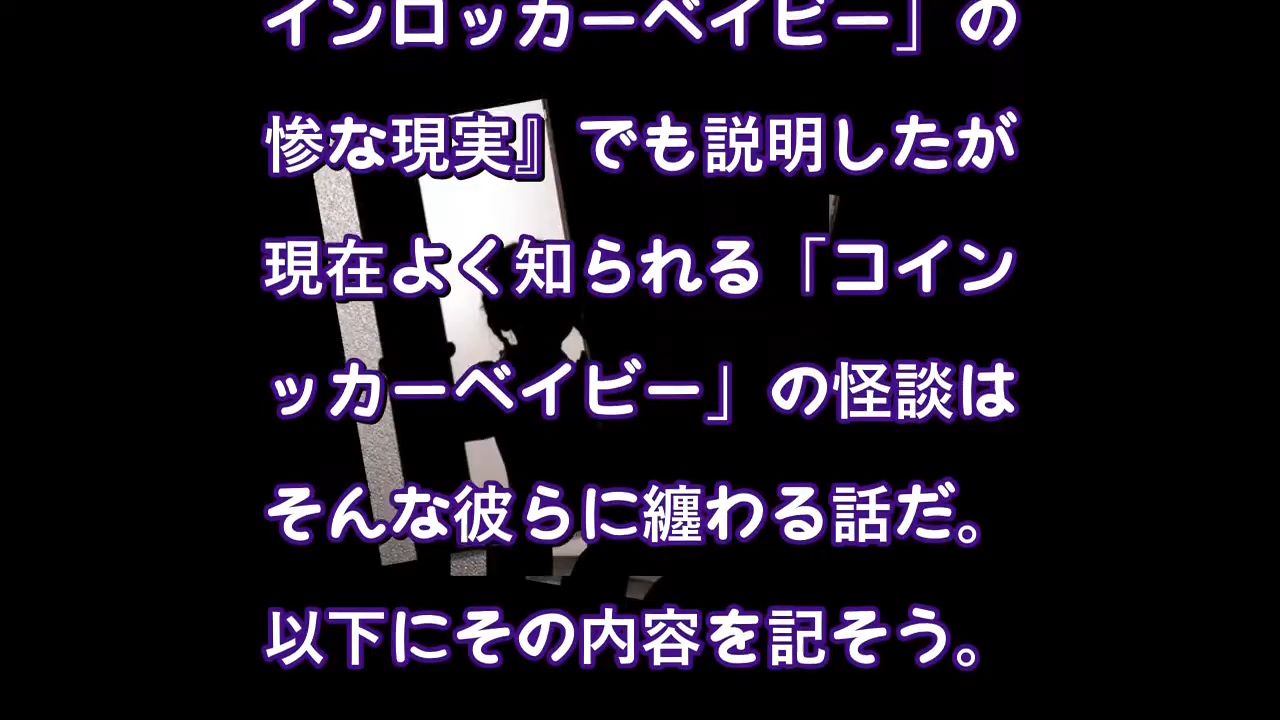 インロッカーベイビー」の
惨な現実』でも説明したが
現在よく知られる「コイン
ッカーベイビー」の怪談は
そんな彼らに纏わる話だ。
以下にその内容を記そう。